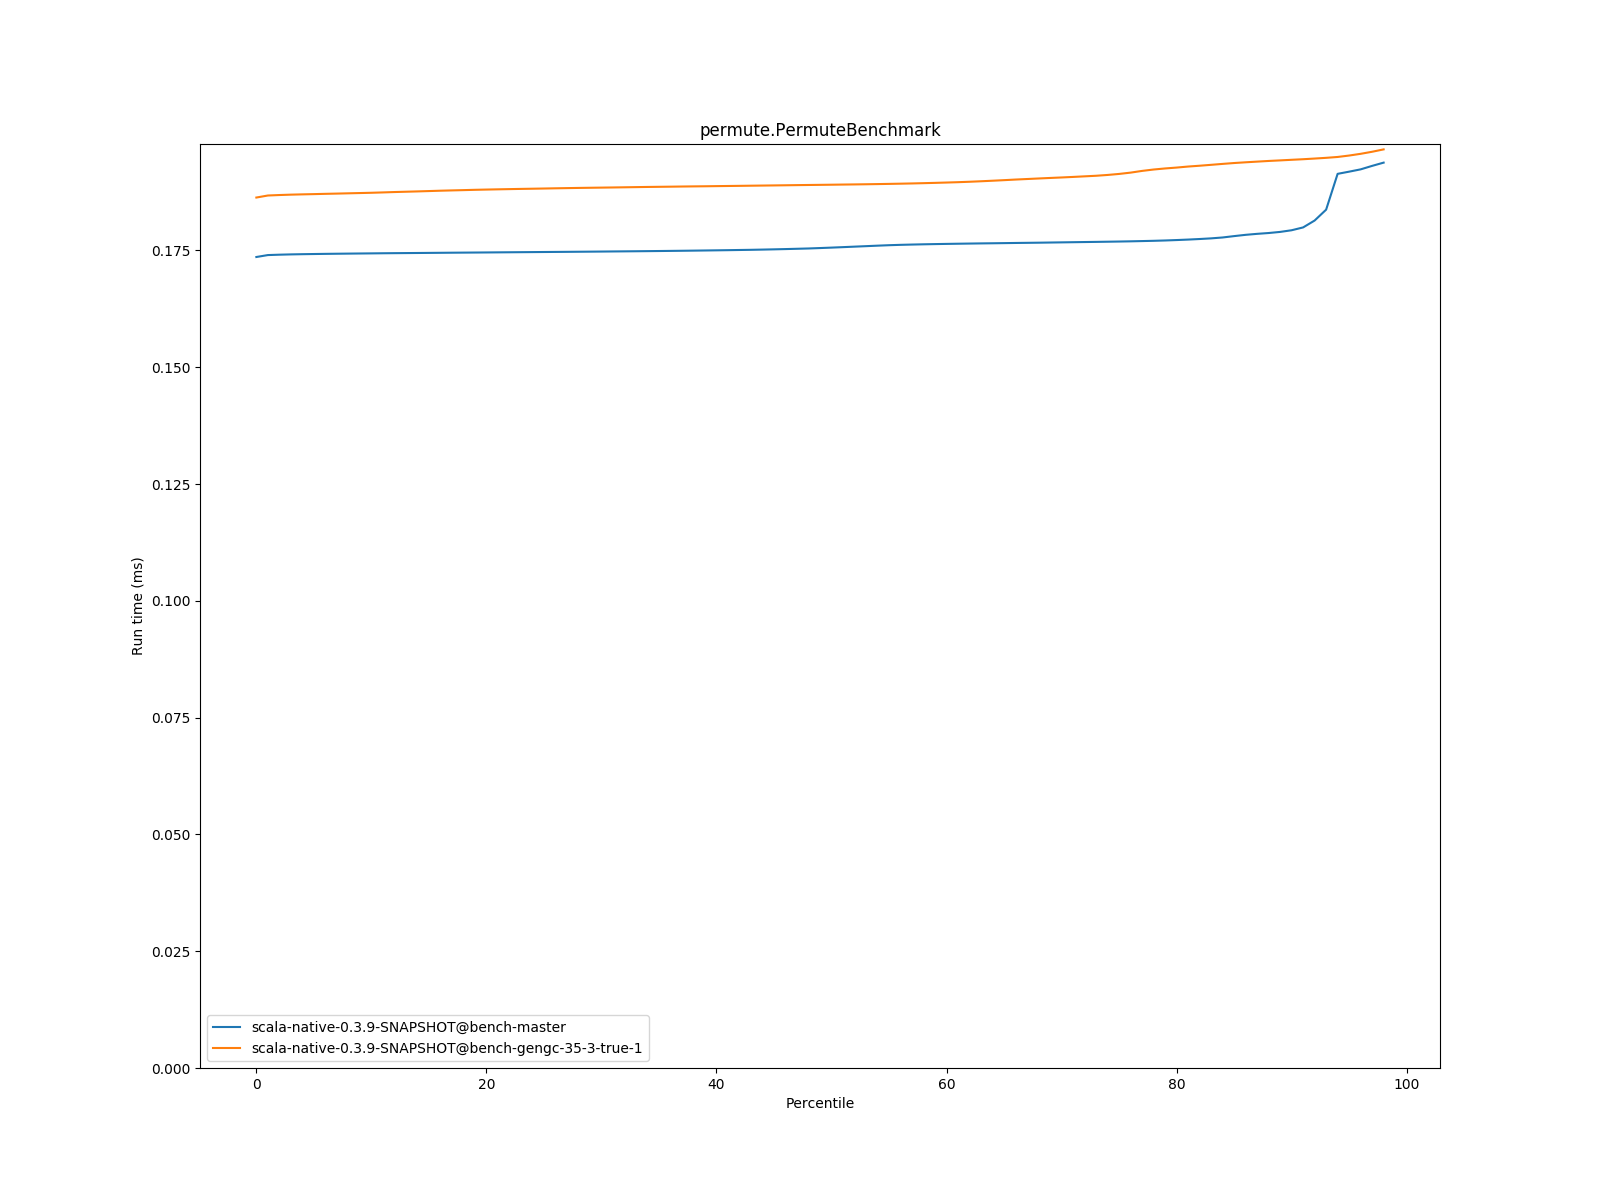 permute.PermuteBenchmark
Run time (ms)
0.175
0.150
0.125
0.100
0.075
0.050
0.025
0.000
scala-native-0.3.9-SNAPSHOT@bench-master
scala-native-0.3.9-SNAPSHOT@bench-gengc-35-3-true-1
0 20 40 60 80 100
Percentile